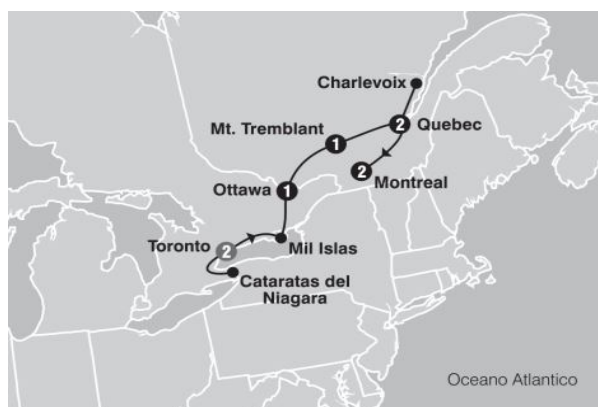 Charlevoix
2 Quebec
Mt. Tremblant 1
2
Montreal
Ottawa 1
Toronto 2
Mil Islas
Cataratas del
Niagara
Oceano Atlantico